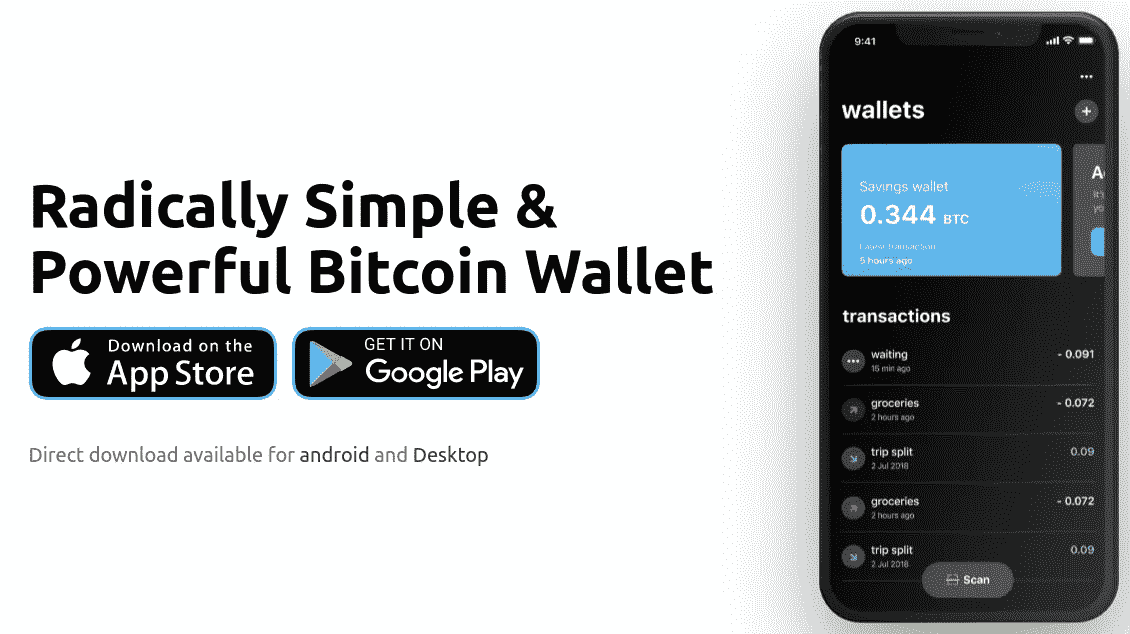 Radically Simple &
Powerful Bitcoin Wallet
Download on the
App Store
GET IT ON
Google Play
Direct download available for android and Desktop
9:41
wallets
Savings wallet
0.344 BTC
Latest transaction
5 hours ago
transactions
waiting - 0.091
15 min ago
groceries - 0.072
2 hours ago
trip split 0.09
2 Jul 2018
groceries - 0.072
2 hours ago
trip split 0.09
2 Jul 2018
Scan